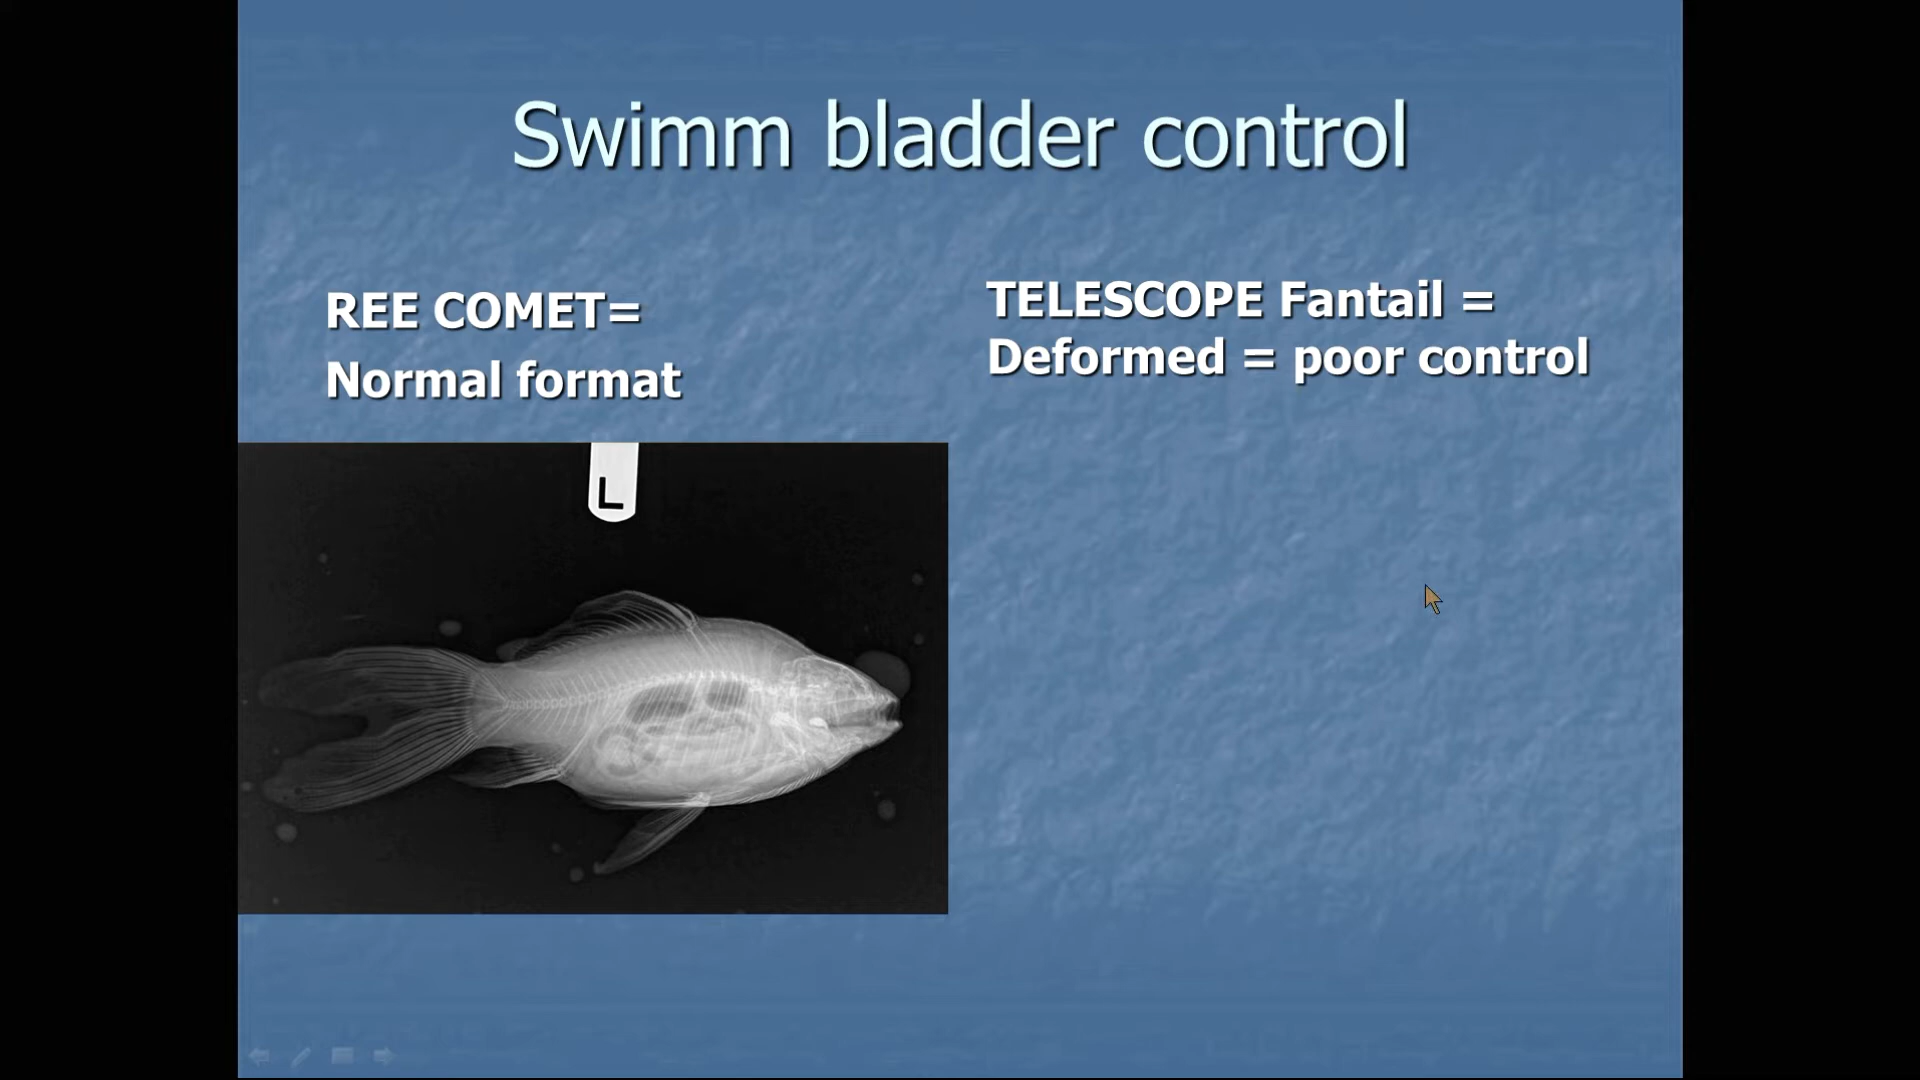 Swimm bladder control
REE COMET=
Normal format
TELESCOPE Fantail =
Deformed = poor control
L